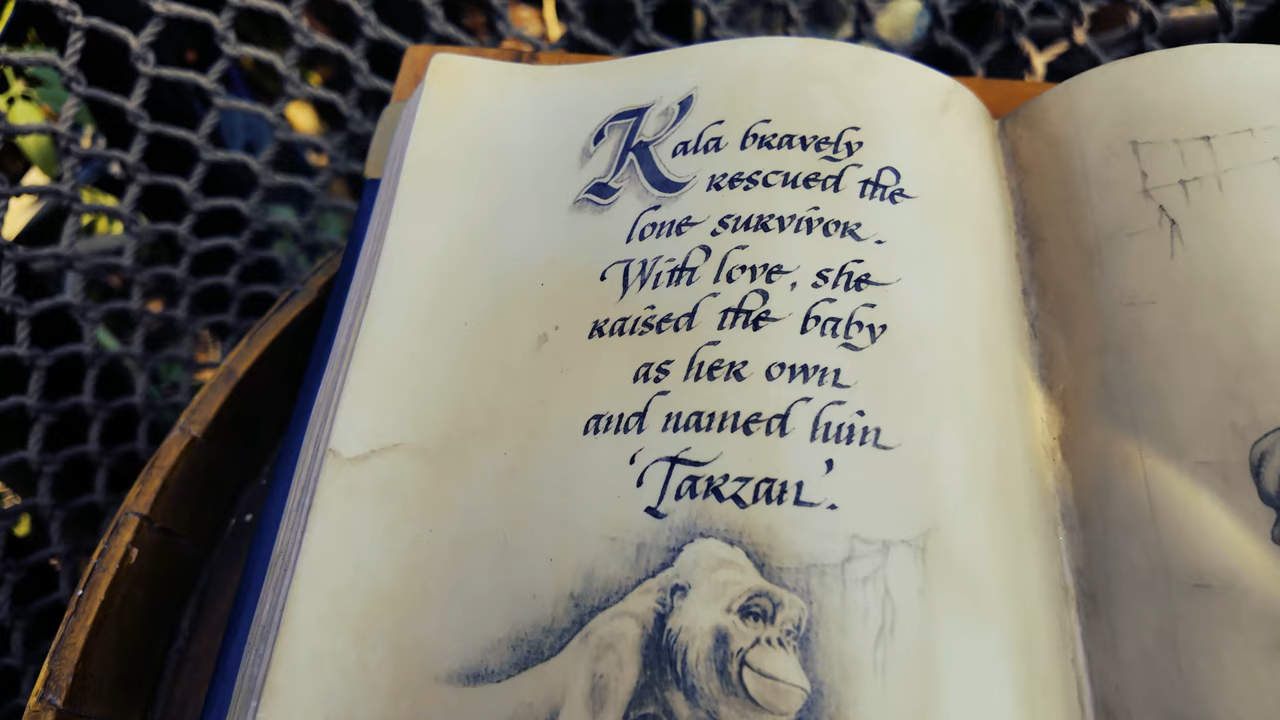 Kala bravely
rescued the
lone survivor.
With love, she
raised the baby
as her own
and named him
'Tarzan'.